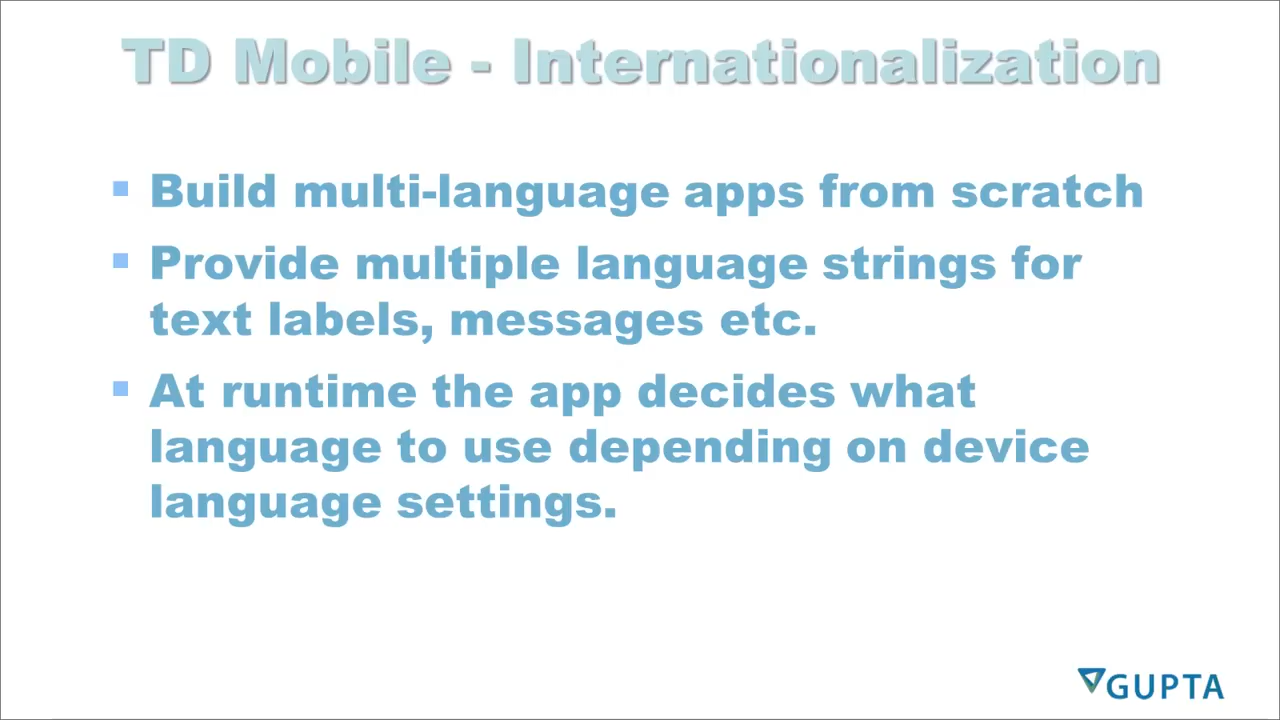 TD Mobile - Internationalization
Build multi-language apps from scratch
Provide multiple language strings for
text labels, messages etc.
At runtime the app decides what
language to use depending on device
language settings.
GUPTA